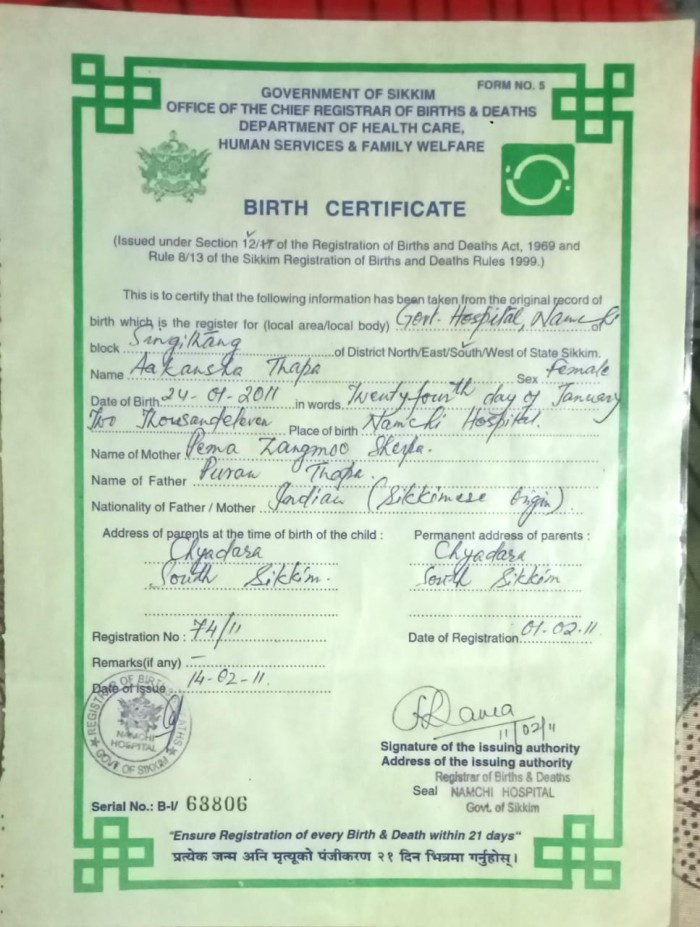 FORM NO. 5
GOVERNMENT OF SIKKIM
OFFICE OF THE CHIEF REGISTRAR OF BIRTHS & DEATHS
DEPARTMENT OF HEALTH CARE,
HUMAN SERVICES & FAMILY WELFARE
BIRTH CERTIFICATE
(Issued under Section 12/17 of the Registration of Births and Deaths Act, 1969 and
Rule 8/13 of the Sikkim Registration of Births and Deaths Rules 1999.)
This is to certify that the following information has been taken from the original record of
birth which is the register for (local area/local body) Govt. Hospital, Namchi of
block Singithang of District North/East/South/West of State Sikkim.
Name Aakansha Thapa Sex Female
Date of Birth 24-01-2011 in words Twenty fourth day of January
Two Thousand eleven Place of birth Namchi Hospital.
Name of Mother Pema Zangmoo Sherpa.
Name of Father Puran Thapa.
Nationality of Father / Mother Indian (Sikkimese Origin)
Address of parents at the time of birth of the child : Permanent address of parents :
Chyadara Chyadara
South Sikkim. South Sikkim
Registration No : 74/11 Date of Registration 01-02-11.
Remarks(if any) –
Date of issue 14-02-11.
REGISTRAR OF BIRTHS DEATHS
NAMCHI
HOSPITAL
GOVT. OF SIKKIM
11/02/11
Signature of the issuing authority
Address of the issuing authority
Registrar of Births & Deaths
Seal NAMCHI HOSPITAL
Govt. of Sikkim
Serial No.: B-I/ 63806
"Ensure Registration of every Birth & Death within 21 days"
प्रत्येक जन्म अनि मृत्यूको पंजीकरण २१ दिन भित्रमा गर्नुहोस् ।